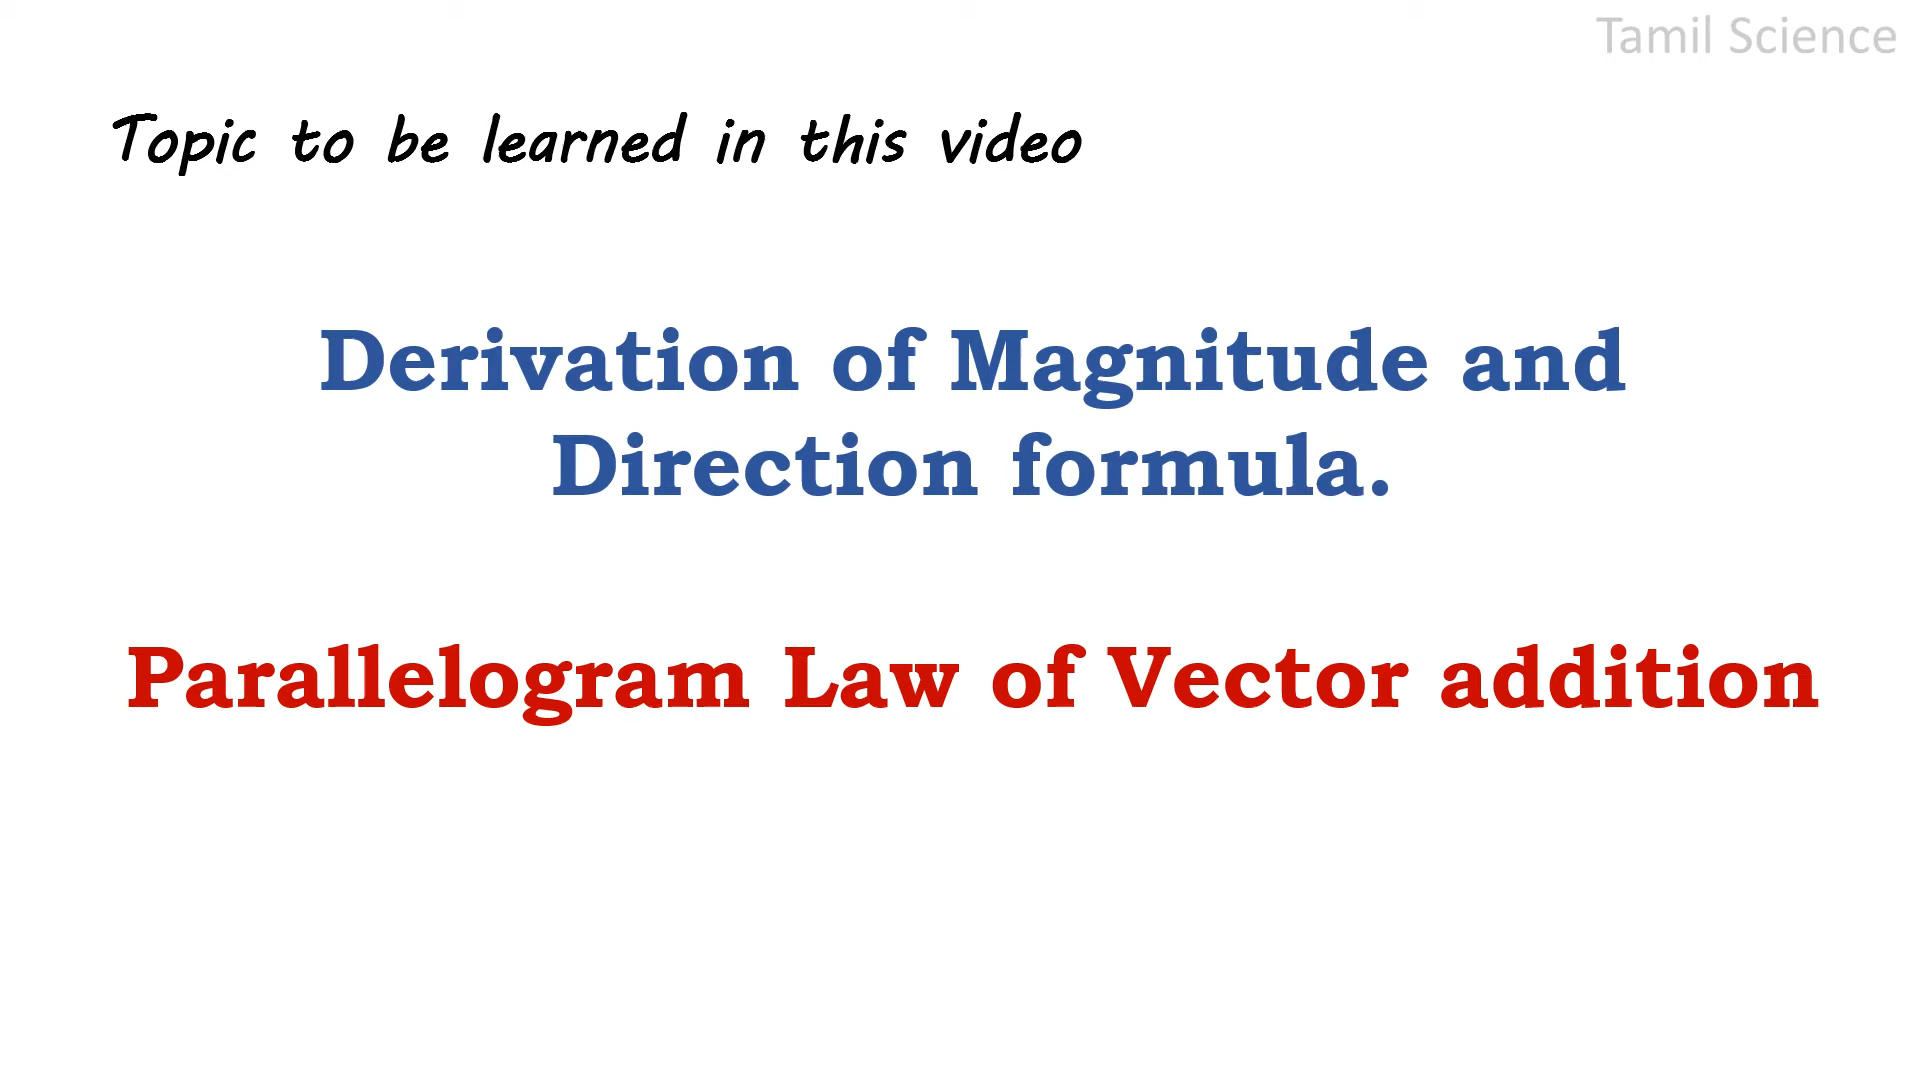 Tamil Science
Topic to be learned in this video
Derivation of Magnitude and
Direction formula.
Parallelogram Law of Vector addition